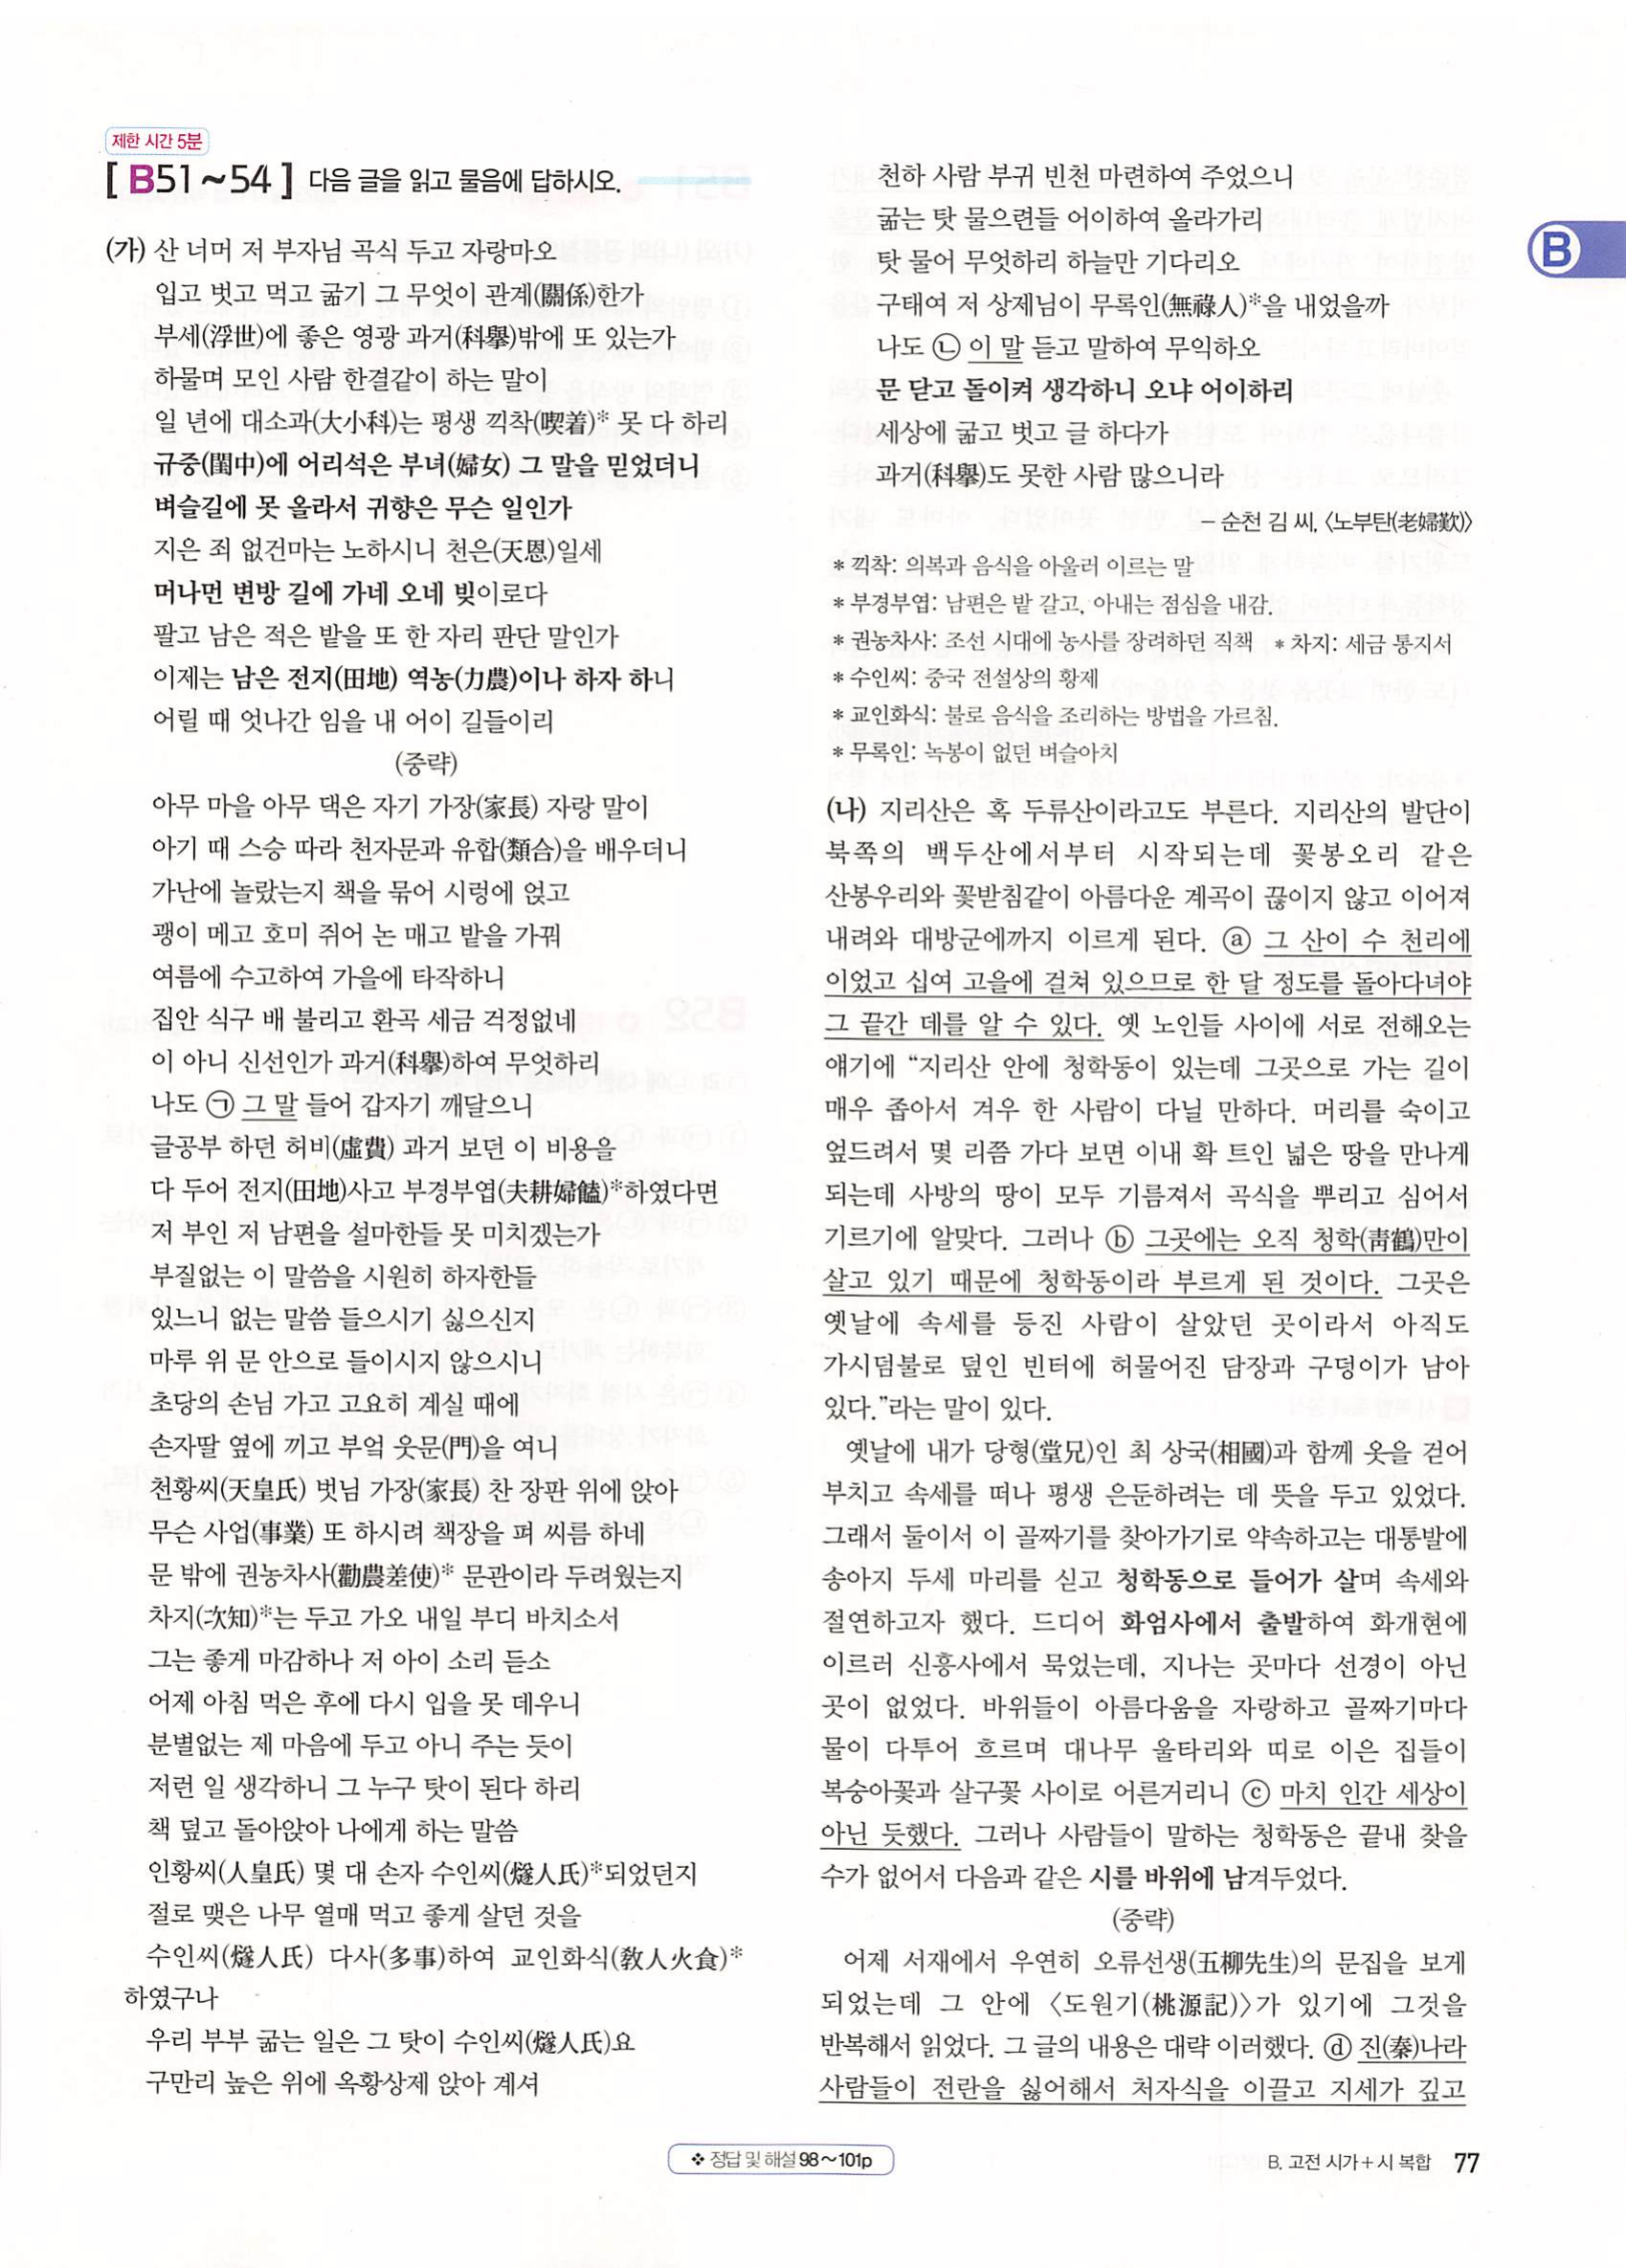 제한 시간 5분
[ B51~54 ] 다음 글을 읽고 물음에 답하시오.
(가) 산 너머 저 부자님 곡식 두고 자랑마오
입고 벗고 먹고 굶기 그 무엇이 관계(關係)한가
부세(浮世)에 좋은 영광 과거(科擧)밖에 또 있는가
하물며 모인 사람 한결같이 하는 말이
일 년에 대소과(大小科)는 평생 끽착(喫着)* 못 다 하리
규중(閨中)에 어리석은 부녀(婦女) 그 말을 믿었더니
벼슬길에 못 올라서 귀향은 무슨 일인가
지은 죄 없건마는 노하시니 천은(天恩)일세
머나먼 변방 길에 가네 오네 빚이로다
팔고 남은 적은 밭을 또 한 자리 판단 말인가
이제는 남은 전지(田地) 역농(力農)이나 하자 하니
어릴 때 엇나간 임을 내 어이 길들이리
(중략)
아무 마을 아무 댁은 자기 가장(家長) 자랑 말이
아기 때 스승 따라 천자문과 유합(類合)을 배우더니
가난에 놀랐는지 책을 묶어 시렁에 얹고
괭이 메고 호미 쥐어 논 매고 밭을 가꿔
여름에 수고하여 가을에 타작하니
집안 식구 배 불리고 환곡 세금 걱정없네
이 아니 신선인가 과거(科擧)하여 무엇하리
나도 ㉠ 그 말 들어 갑자기 깨달으니
글공부 하던 허비(虛費) 과거 보던 이 비용을
다 두어 전지(田地)사고 부경부엽(夫耕婦饁)*하였다면
저 부인 저 남편을 설마한들 못 미치겠는가
부질없는 이 말씀을 시원히 하자한들
있느니 없는 말씀 들으시기 싫으신지
마루 위 문 안으로 들이시지 않으시니
초당의 손님 가고 고요히 계실 때에
손자딸 옆에 끼고 부엌 웃문(門)을 여니
천황씨(天皇氏) 벗님 가장(家長) 찬 장판 위에 앉아
무슨 사업(事業) 또 하시려 책장을 펴 씨름 하네
문 밖에 권농차사(勸農差使)* 문관이라 두려웠는지
차지(次知)*는 두고 가오 내일 부디 바치소서
그는 좋게 마감하나 저 아이 소리 듣소
어제 아침 먹은 후에 다시 입을 못 데우니
분별없는 제 마음에 두고 아니 주는 듯이
저런 일 생각하니 그 누구 탓이 된다 하리
책 덮고 돌아앉아 나에게 하는 말씀
인황씨(人皇氏) 몇 대 손자 수인씨(燧人氏)*되었던지
절로 맺은 나무 열매 먹고 좋게 살던 것을
수인씨(燧人氏) 다사(多事)하여 교인화식(敎人火食)*
하였구나
우리 부부 굶는 일은 그 탓이 수인씨(燧人氏)요
구만리 높은 위에 옥황상제 앉아 계셔
천하 사람 부귀 빈천 마련하여 주었으니
굶는 탓 물으련들 어이하여 올라가리
탓 물어 무엇하리 하늘만 기다리오
구태여 저 상제님이 무록인(無祿人)*을 내었을까
나도 ㉡ 이 말 듣고 말하여 무익하오
문 닫고 돌이켜 생각하니 오냐 어이하리
세상에 굶고 벗고 글 하다가
과거(科擧)도 못한 사람 많으니라
– 순천 김 씨, 〈노부탄(老婦歎)〉
* 끽착: 의복과 음식을 아울러 이르는 말
* 부경부엽: 남편은 밭 갈고, 아내는 점심을 내감.
* 권농차사: 조선 시대에 농사를 장려하던 직책 * 차지: 세금 통지서
* 수인씨: 중국 전설상의 황제
* 교인화식: 불로 음식을 조리하는 방법을 가르침.
* 무록인: 녹봉이 없던 벼슬아치
(나) 지리산은 혹 두류산이라고도 부른다. 지리산의 발단이
북쪽의 백두산에서부터 시작되는데 꽃봉오리 같은
산봉우리와 꽃받침같이 아름다운 계곡이 끊이지 않고 이어져
내려와 대방군에까지 이르게 된다. ⓐ 그 산이 수 천리에
이었고 십여 고을에 걸쳐 있으므로 한 달 정도를 돌아다녀야
그 끝간 데를 알 수 있다. 옛 노인들 사이에 서로 전해오는
얘기에 “지리산 안에 청학동이 있는데 그곳으로 가는 길이
매우 좁아서 겨우 한 사람이 다닐 만하다. 머리를 숙이고
엎드려서 몇 리쯤 가다 보면 이내 확 트인 넓은 땅을 만나게
되는데 사방의 땅이 모두 기름져서 곡식을 뿌리고 심어서
기르기에 알맞다. 그러나 ⓑ 그곳에는 오직 청학(靑鶴)만이
살고 있기 때문에 청학동이라 부르게 된 것이다. 그곳은
옛날에 속세를 등진 사람이 살았던 곳이라서 아직도
가시덤불로 덮인 빈터에 허물어진 담장과 구덩이가 남아
있다.”라는 말이 있다.
옛날에 내가 당형(堂兄)인 최 상국(相國)과 함께 옷을 걷어
부치고 속세를 떠나 평생 은둔하려는 데 뜻을 두고 있었다.
그래서 둘이서 이 골짜기를 찾아가기로 약속하고는 대통발에
송아지 두세 마리를 싣고 청학동으로 들어가 살며 속세와
절연하고자 했다. 드디어 화엄사에서 출발하여 화개현에
이르러 신흥사에서 묵었는데, 지나는 곳마다 선경이 아닌
곳이 없었다. 바위들이 아름다움을 자랑하고 골짜기마다
물이 다투어 흐르며 대나무 울타리와 띠로 이은 집들이
복숭아꽃과 살구꽃 사이로 어른거리니 ⓒ 마치 인간 세상이
아닌 듯했다. 그러나 사람들이 말하는 청학동은 끝내 찾을
수가 없어서 다음과 같은 시를 바위에 남겨두었다.
(중략)
어제 서재에서 우연히 오류선생(五柳先生)의 문집을 보게
되었는데 그 안에 〈도원기(桃源記)〉가 있기에 그것을
반복해서 읽었다. 그 글의 내용은 대략 이러했다. ⓓ 진(秦)나라
사람들이 전란을 싫어해서 처자식을 이끌고 지세가 깊고
B
❖ 정답 및 해설 98~101p
B. 고전 시가+시 복합 77